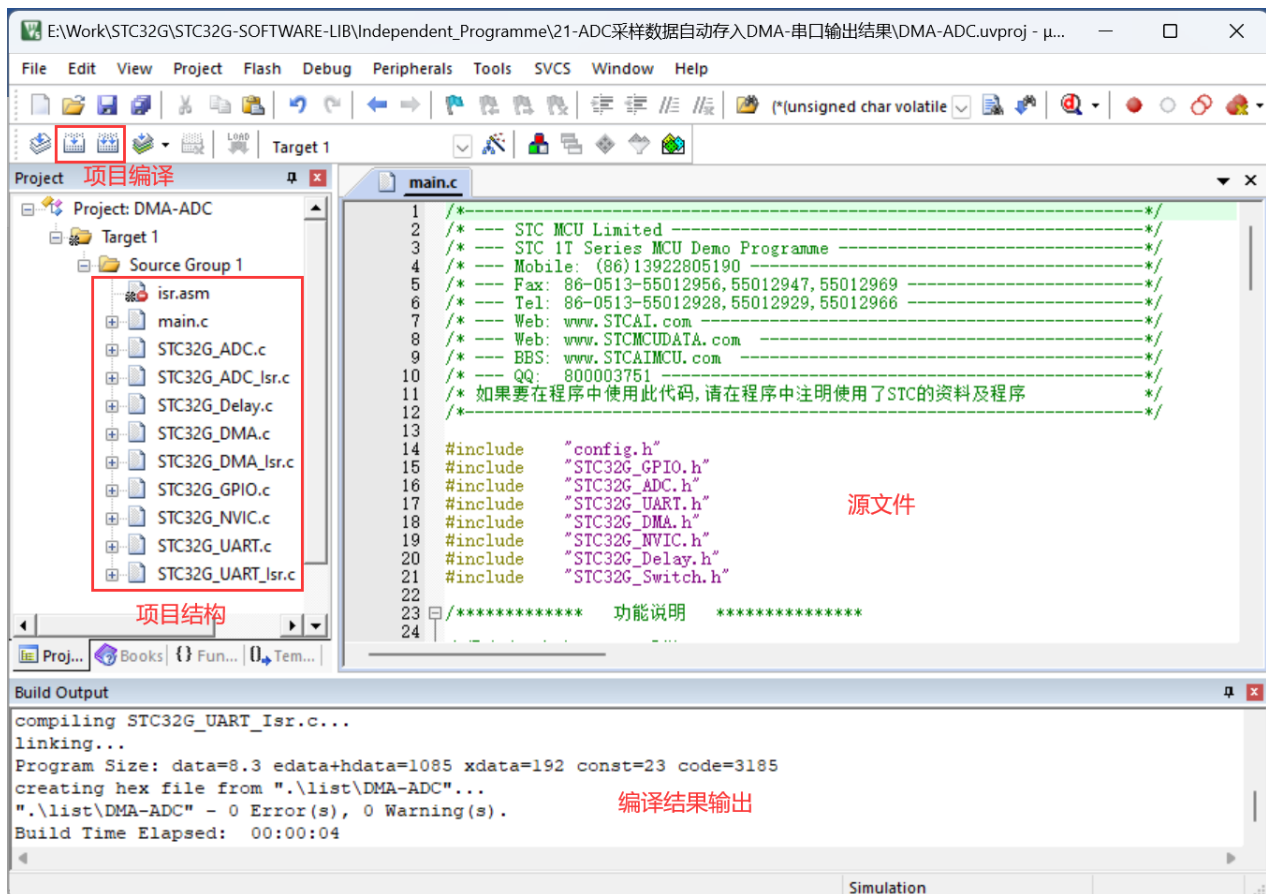 E:\Work\STC32G\STC32G-SOFTWARE-LIB\Independent_Programme\21-ADC采样数据自动存入DMA-串口输出结果\DMA-ADC.uvproj - µ...
File Edit View Project Flash Debug Peripherals Tools SVCS Window Help
(*(unsigned char volatile
LOAD
Target 1
Project 项目编译
main.c
Project: DMA-ADC
Target 1
Source Group 1
isr.asm
main.c
STC32G_ADC.c
STC32G_ADC_Isr.c
STC32G_Delay.c
STC32G_DMA.c
STC32G_DMA_Isr.c
STC32G_GPIO.c
STC32G_NVIC.c
STC32G_UART.c
STC32G_UART_Isr.c
项目结构
Proj... Books {} Fun... Tem...
1 /*---------------------------------------------------------------------*/
2 /* --- STC MCU Limited ------------------------------------------------*/
3 /* --- STC 1T Series MCU Demo Programme -------------------------------*/
4 /* --- Mobile: (86)13922805190 ----------------------------------------*/
5 /* --- Fax: 86-0513-55012956,55012947,55012969 ------------------------*/
6 /* --- Tel: 86-0513-55012928,55012929,55012966 ------------------------*/
7 /* --- Web: www.STCAI.com ---------------------------------------------*/
8 /* --- Web: www.STCMCUDATA.com  ---------------------------------------*/
9 /* --- BBS: www.STCAIMCU.com  -----------------------------------------*/
10 /* --- QQ:  800003751 -------------------------------------------------*/
11 /* 如果要在程序中使用此代码,请在程序中注明使用了STC的资料及程序 */
12 /*---------------------------------------------------------------------*/
13
14 #include "config.h"
15 #include "STC32G_GPIO.h"
16 #include "STC32G_ADC.h"
17 #include "STC32G_UART.h"
18 #include "STC32G_DMA.h"
19 #include "STC32G_NVIC.h"
20 #include "STC32G_Delay.h"
21 #include "STC32G_Switch.h"
22
23 /************* 功能说明 ***************
24
源文件
Build Output
compiling STC32G_UART_Isr.c...
linking...
Program Size: data=8.3 edata+hdata=1085 xdata=192 const=23 code=3185
creating hex file from ".\list\DMA-ADC"...
".\list\DMA-ADC" - 0 Error(s), 0 Warning(s).
Build Time Elapsed:  00:00:04
编译结果输出
Simulation